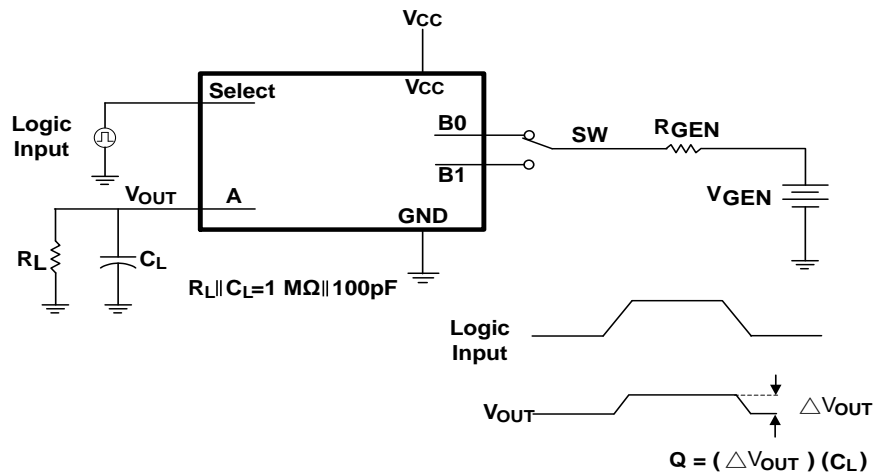 VCC
Select
VCC
Logic
Input
B0
SW
RGEN
B1
VOUT
A
VGEN
GND
RL
CL
RL||CL=1 MΩ||100pF
Logic
Input
VOUT
△VOUT
Q = (△VOUT) (CL)